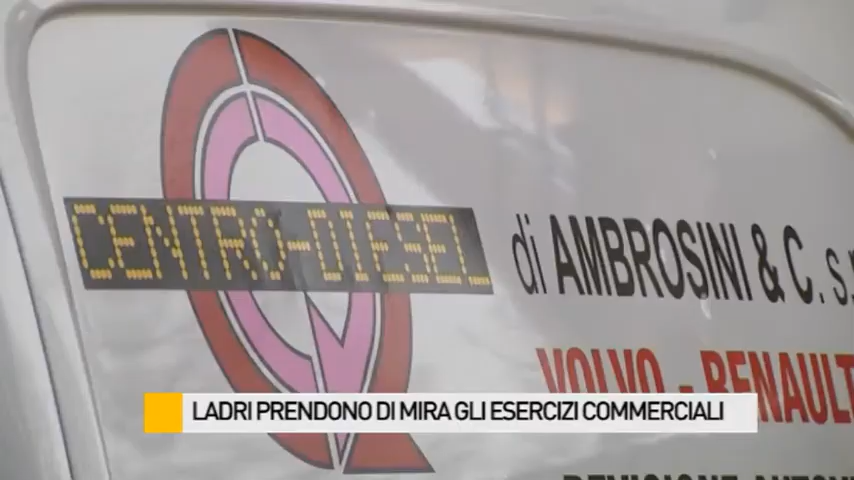 CENTRO-DIESEL
di AMBROSINI & C. s.r
VOLVO - RENAULT
LADRI PRENDONO DI MIRA GLI ESERCIZI COMMERCIALI